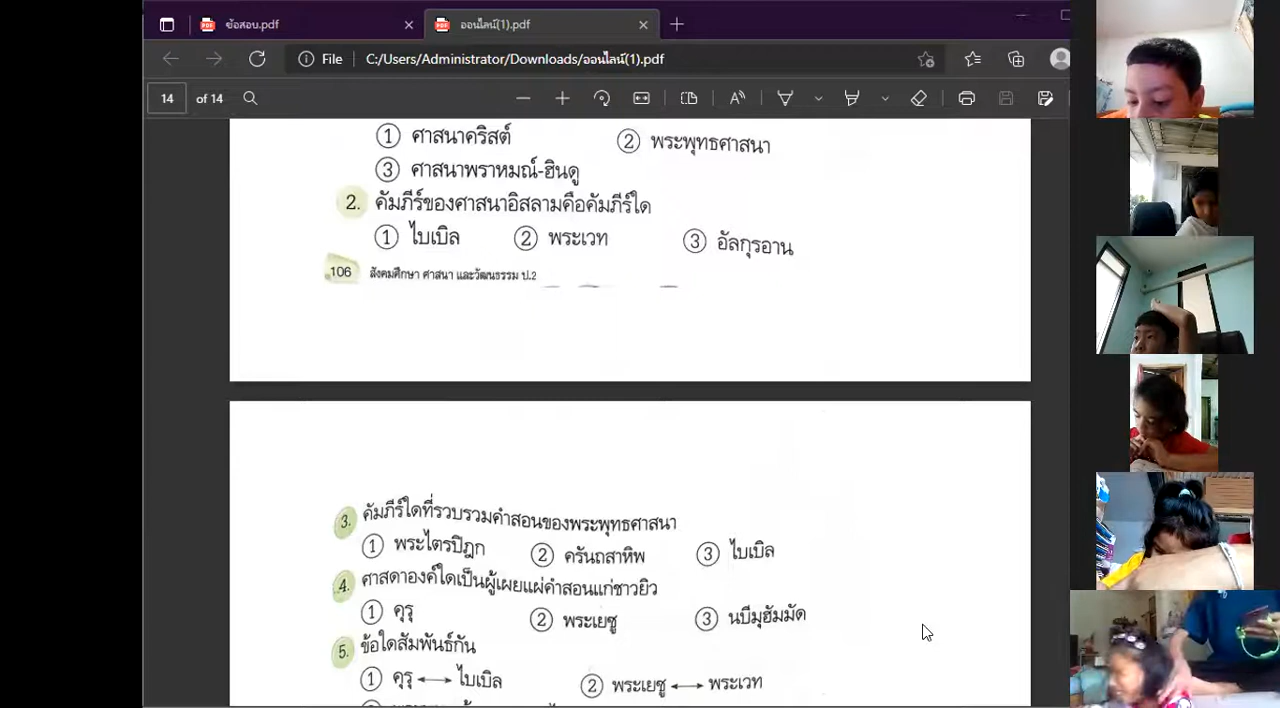 ข้อสอบ.pdf
ออนไลน์(1).pdf
File C:/Users/Administrator/Downloads/ออนไลน์(1).pdf
14 of 14
1 ศาสนาคริสต์ 2 พระพุทธศาสนา
3 ศาสนาพราหมณ์-ฮินดู
2. คัมภีร์ของศาสนาอิสลามคือคัมภีร์ใด
1 ไบเบิล 2 พระเวท 3 อัลกุรอาน
106 สังคมศึกษา ศาสนา และวัฒนธรรม ป.2
3. คัมภีร์ใดที่รวบรวมคำสอนของพระพุทธศาสนา
1 พระไตรปิฎก 2 ครันถสาหิพ 3 ไบเบิล
4. ศาสดาองค์ใดเป็นผู้เผยแผ่คำสอนแก่ชาวยิว
1 คุรุ 2 พระเยซู 3 นบีมุฮัมมัด
5. ข้อใดสัมพันธ์กัน
1 คุรุ ⟷ ไบเบิล 2 พระเยซู ⟷ พระเวท